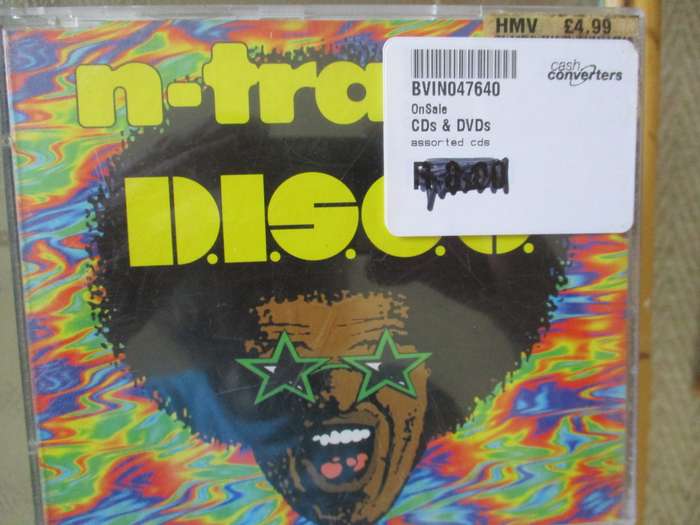 HMV £4.99
n-tra
cash
converters
BVIN047640
OnSale
CDs & DVDs
assorted cds
D.I.S.C.O.